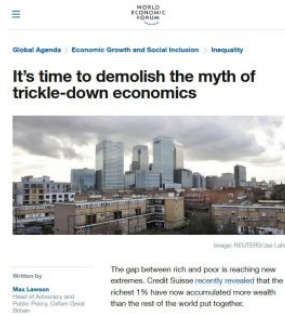 WORLD
ECONOMIC
FORUM
Global Agenda > Economic Growth and Social Inclusion > Inequality
It's time to demolish the myth of
trickle-down economics
Image: REUTERS/Jas Leh
Written by
Max Lawson
Head of Advocacy and
Public Policy, Oxfam Great
Britain
The gap between rich and poor is reaching new
extremes. Credit Suisse recently revealed that the
richest 1% have now accumulated more wealth
than the rest of the world put together.